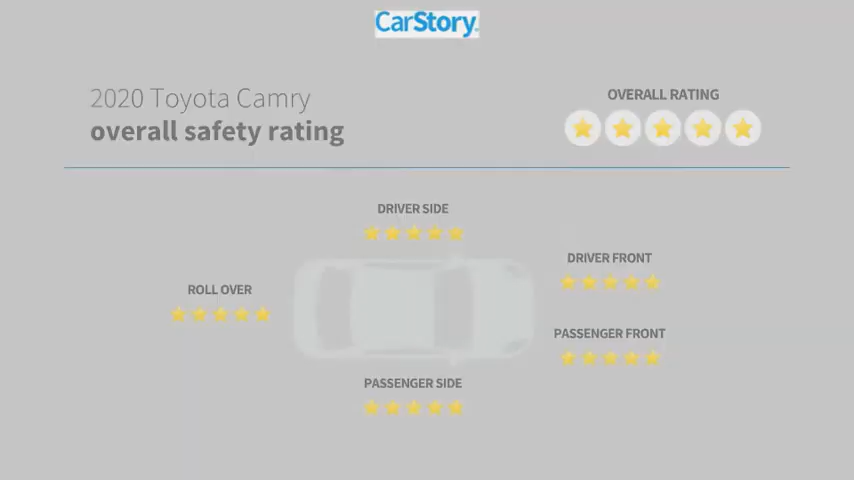 CarStory.
2020 Toyota Camry
overall safety rating
OVERALL RATING
DRIVER SIDE
DRIVER FRONT
ROLL OVER
PASSENGER FRONT
PASSENGER SIDE